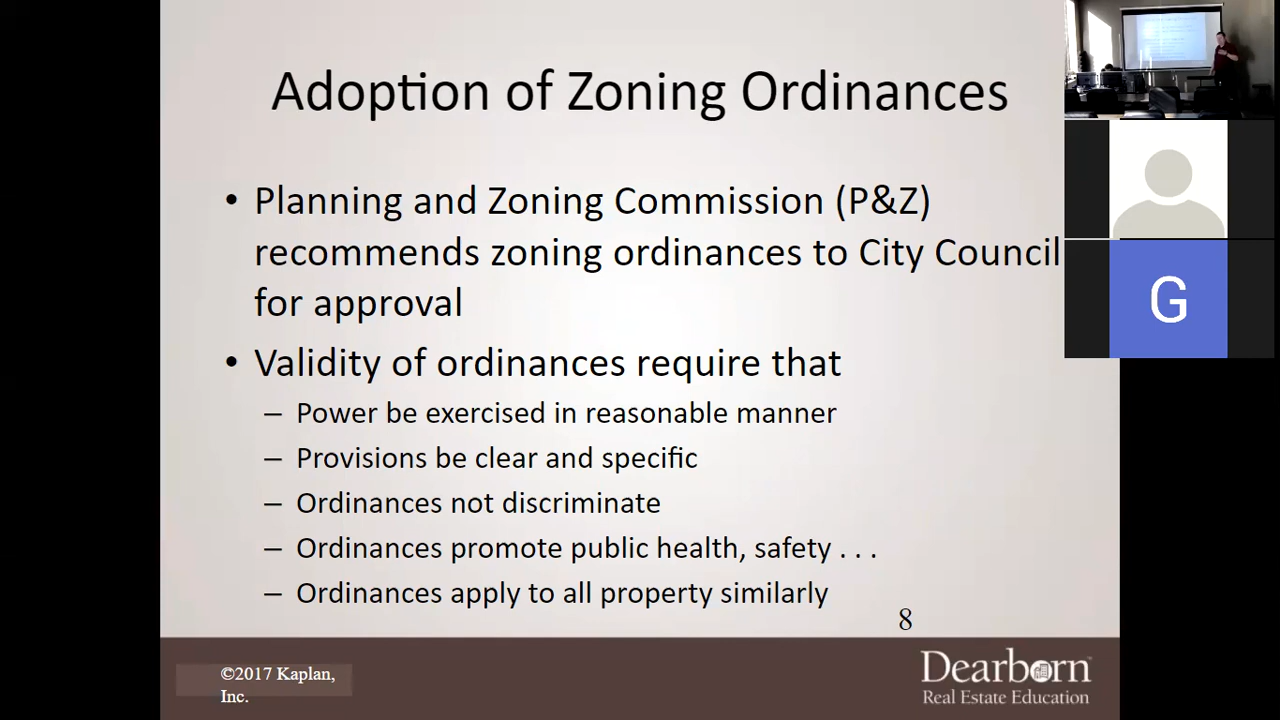 Adoption of Zoning Ordinances
• Planning and Zoning Commission (P&Z)
recommends zoning ordinances to City Council
for approval
• Validity of ordinances require that
– Power be exercised in reasonable manner
– Provisions be clear and specific
– Ordinances not discriminate
– Ordinances promote public health, safety . . .
– Ordinances apply to all property similarly
8
©2017 Kaplan,
Inc.
Dearborn
Real Estate Education
G